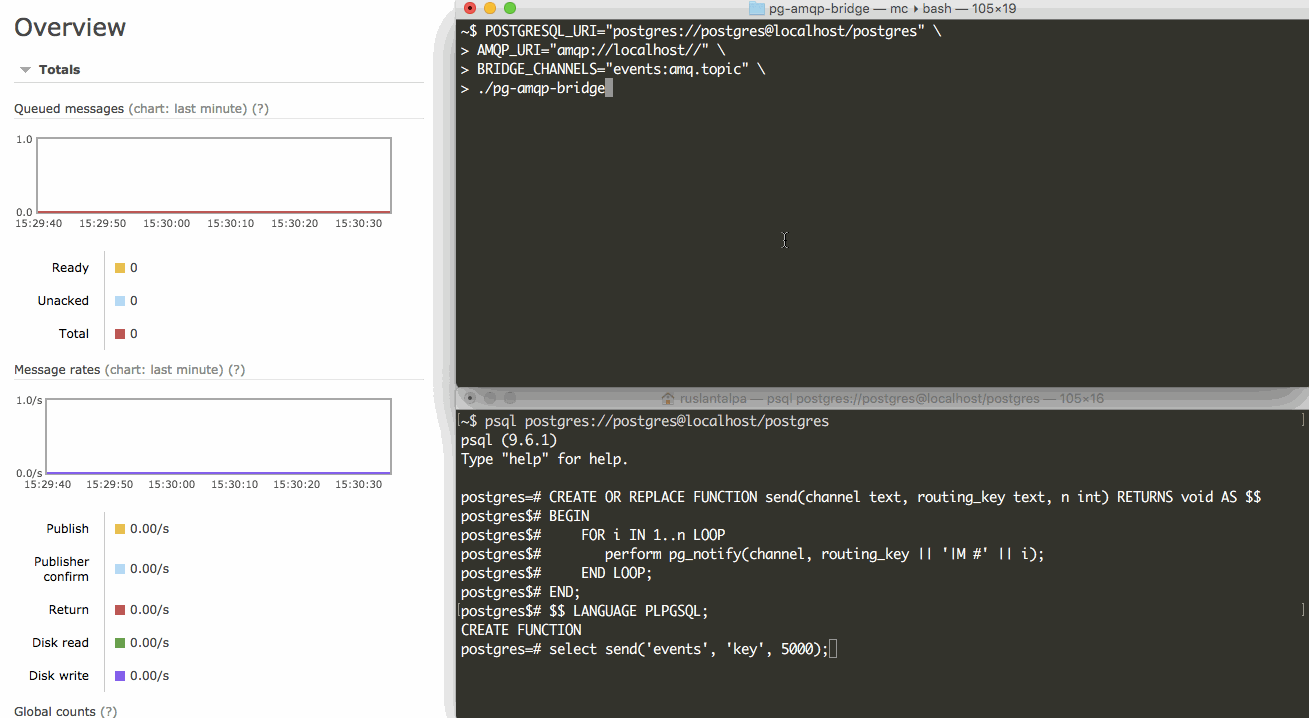 Overview
Totals
Queued messages (chart: last minute) (?)
1.0
0.0
15:29:40 15:29:50 15:30:00 15:30:10 15:30:20 15:30:30
Ready 0
Unacked 0
Total 0
Message rates (chart: last minute) (?)
1.0/s
0.0/s
15:29:40 15:29:50 15:30:00 15:30:10 15:30:20 15:30:30
Publish 0.00/s
Publisher
confirm 0.00/s
Return 0.00/s
Disk read 0.00/s
Disk write 0.00/s
Global counts (?)
pg-amqp-bridge — mc ▸ bash — 105×19
~$ POSTGRESQL_URI="postgres://postgres@localhost/postgres" \
> AMQP_URI="amqp://localhost//" \
> BRIDGE_CHANNELS="events:amq.topic" \
> ./pg-amqp-bridge
ruslantalpa — psql postgres://postgres@localhost/postgres — 105×16
[~$ psql postgres://postgres@localhost/postgres ]
psql (9.6.1)
Type "help" for help.
postgres=# CREATE OR REPLACE FUNCTION send(channel text, routing_key text, n int) RETURNS void AS $$
postgres$# BEGIN
postgres$#     FOR i IN 1..n LOOP
postgres$#        perform pg_notify(channel, routing_key || '|M #' || i);
postgres$#     END LOOP;
postgres$# END;
[postgres$# $$ LANGUAGE PLPGSQL; ]
CREATE FUNCTION
postgres=# select send('events', 'key', 5000);